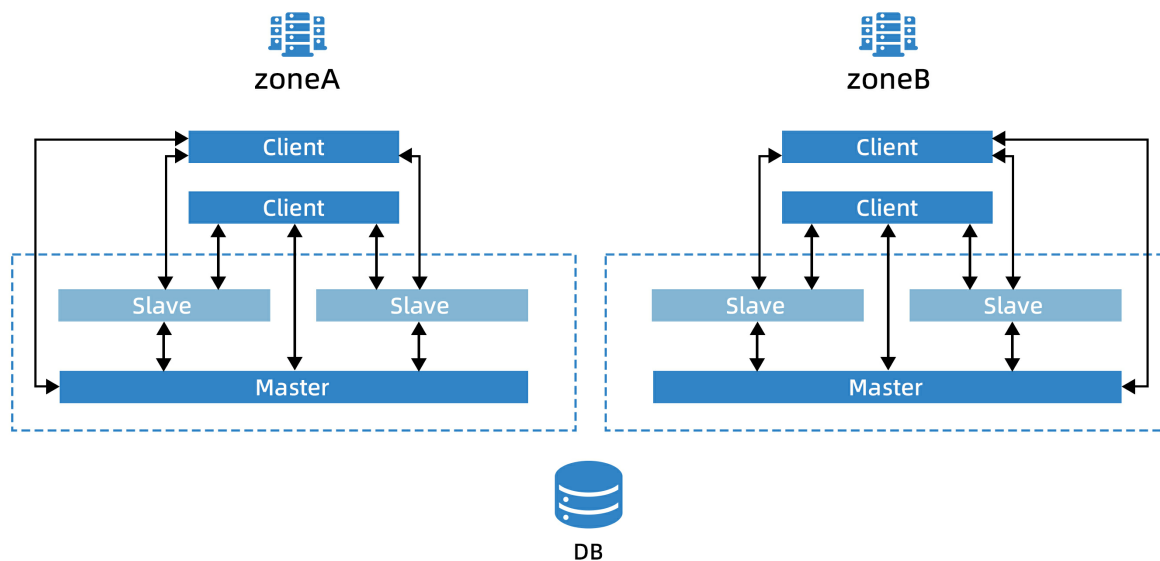 zoneA
zoneB
Client
Client
Client
Client
Slave
Slave
Slave
Slave
Master
Master
DB